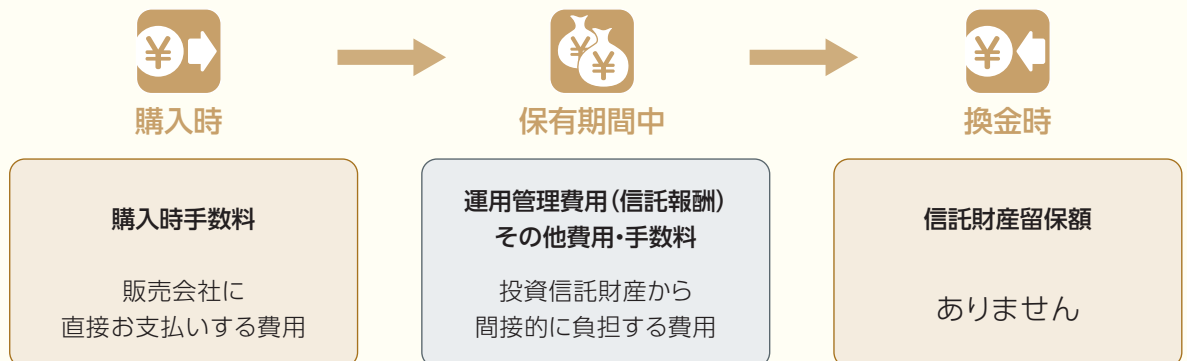 ¥
¥
¥
¥
購入時
保有期間中
換金時
購入時手数料
販売会社に
直接お支払いする費用
運用管理費用(信託報酬)
その他費用・手数料
投資信託財産から
間接的に負担する費用
信託財産留保額
ありません